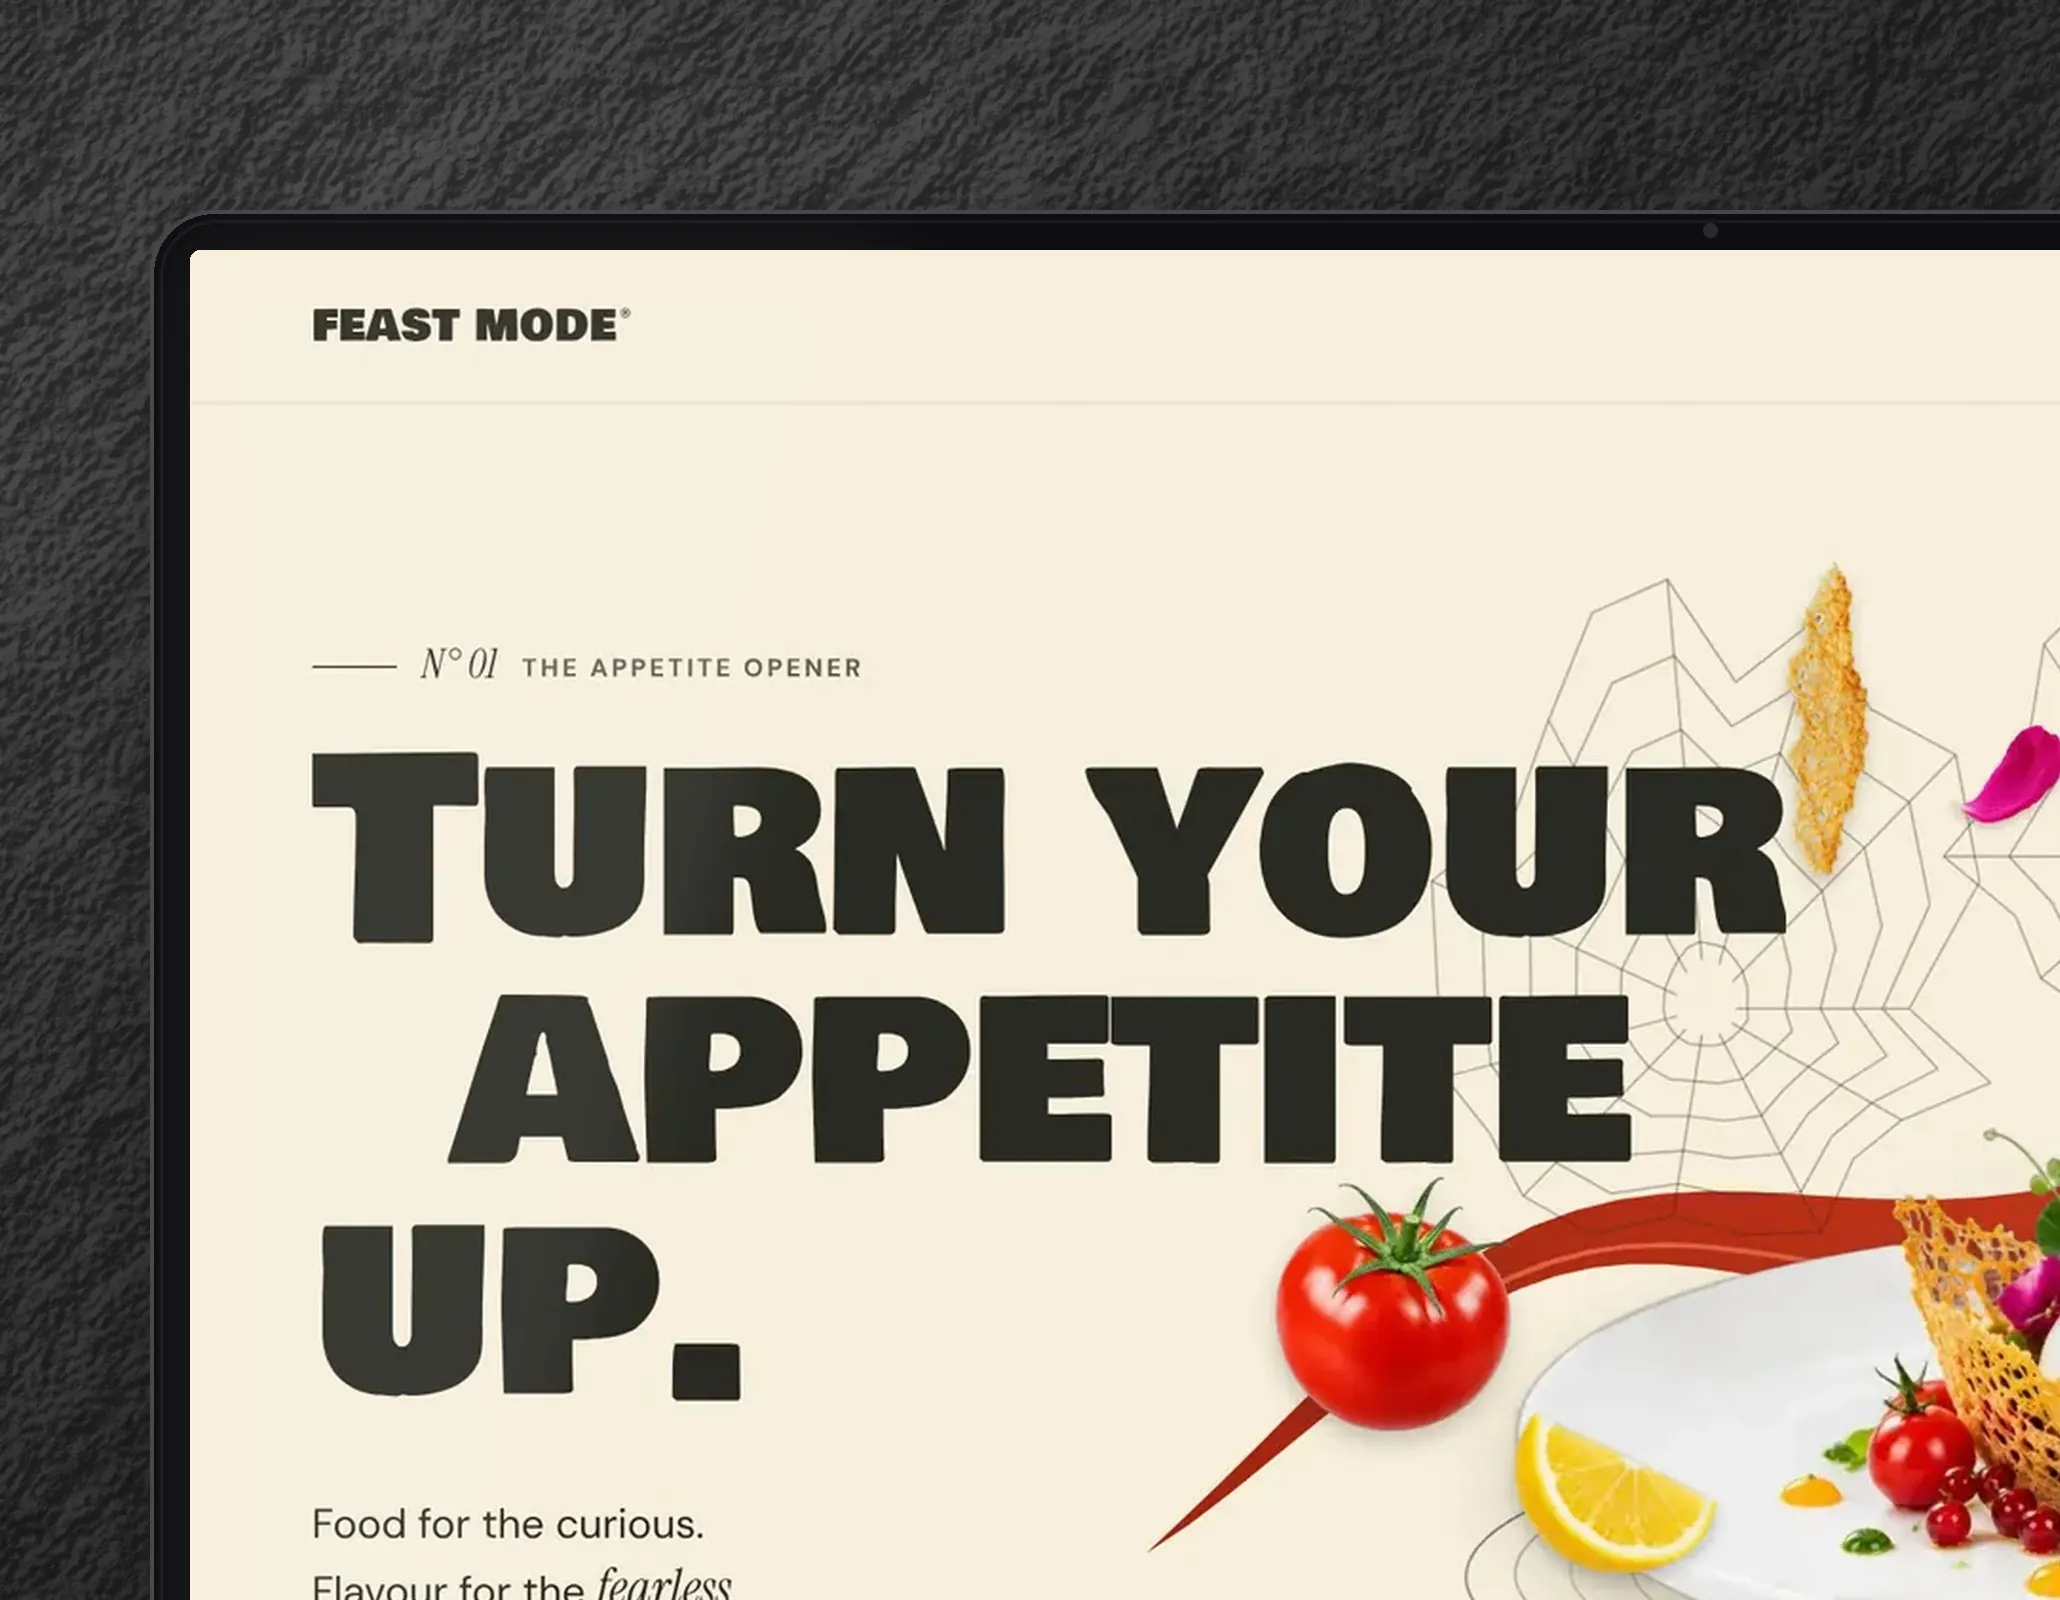 FEAST MODE®
N° 01 THE APPETITE OPENER
TURN YOUR
APPETITE
UP.
Food for the curious.
Flavour for the fearless